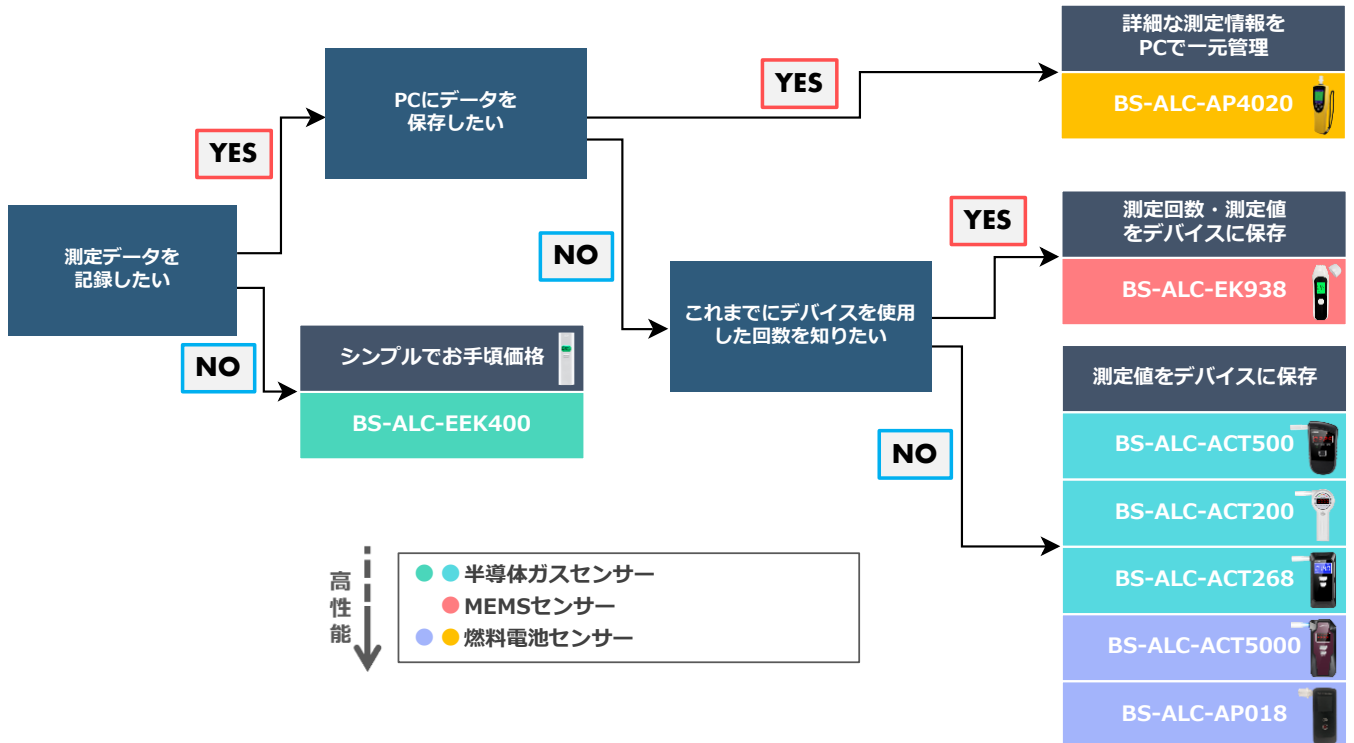 測定データを
記録したい
YES
NO
PCにデータを
保存したい
YES
NO
シンプルでお手頃価格
BS-ALC-EEK400
これまでにデバイスを使用
した回数を知りたい
YES
NO
詳細な測定情報を
PCで一元管理
BS-ALC-AP4020
測定回数・測定値
をデバイスに保存
BS-ALC-EK938
測定値をデバイスに保存
BS-ALC-ACT500
BS-ALC-ACT200
BS-ALC-ACT268
BS-ALC-ACT5000
BS-ALC-AP018
高性能
半導体ガスセンサー
MEMSセンサー
燃料電池センサー